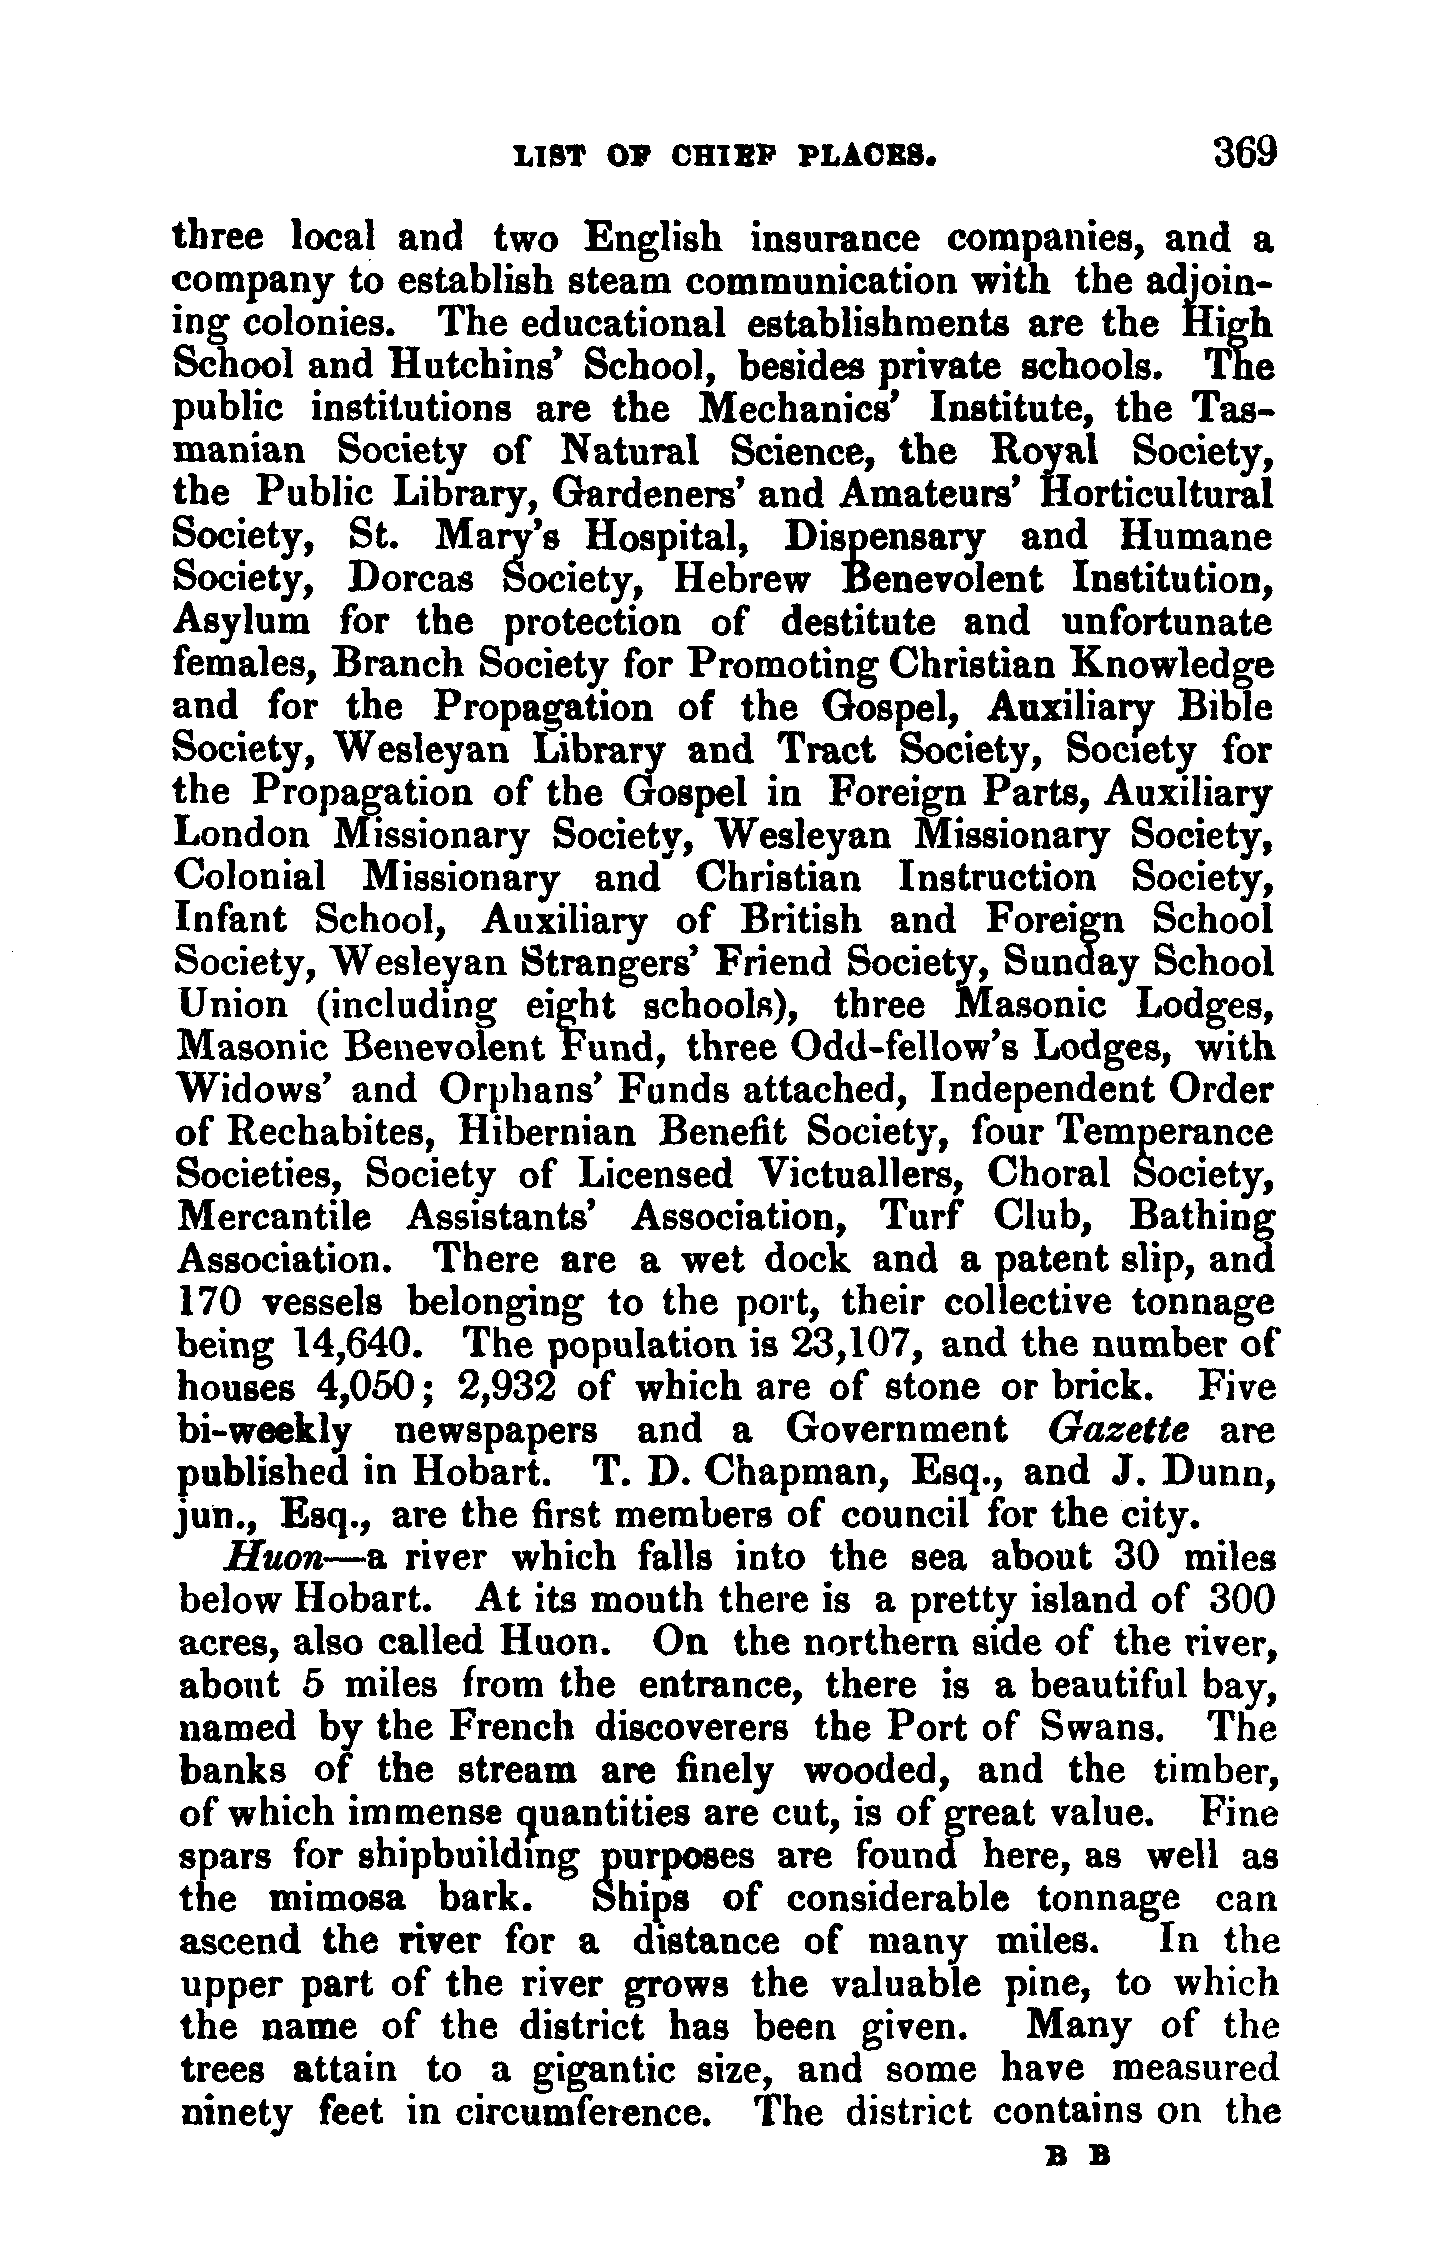 LIST OF CHIEF PLACES. 369
three local and two English insurance companies, and a
company to establish steam communication with the adjoin-
ing colonies. The educational establishments are the High
School and Hutchins' School, besides private schools. The
public institutions are the Mechanics' Institute, the Tas-
manian Society of Natural Science, the Royal Society,
the Public Library, Gardeners' and Amateurs' Horticultural
Society, St. Mary's Hospital, Dispensary and Humane
Society, Dorcas Society, Hebrew Benevolent Institution,
Asylum for the protection of destitute and unfortunate
females, Branch Society for Promoting Christian Knowledge
and for the Propagation of the Gospel, Auxiliary Bible
Society, Wesleyan Library and Tract Society, Society for
the Propagation of the Gospel in Foreign Parts, Auxiliary
London Missionary Society, Wesleyan Missionary Society,
Colonial Missionary and Christian Instruction Society,
Infant School, Auxiliary of British and Foreign School
Society, Wesleyan Strangers' Friend Society, Sunday School
Union (including eight schools), three Masonic Lodges,
Masonic Benevolent Fund, three Odd-fellow's Lodges, with
Widows' and Orphans' Funds attached, Independent Order
of Rechabites, Hibernian Benefit Society, four Temperance
Societies, Society of Licensed Victuallers, Choral Society,
Mercantile Assistants' Association, Turf Club, Bathing
Association. There are a wet dock and a patent slip, and
170 vessels belonging to the port, their collective tonnage
being 14,640. The population is 23,107, and the number of
houses 4,050; 2,932 of which are of stone or brick. Five
bi-weekly newspapers and a Government Gazette are
published in Hobart. T. D. Chapman, Esq., and J. Dunn,
jun., Esq., are the first members of council for the city.
Huon—a river which falls into the sea about 30 miles
below Hobart. At its mouth there is a pretty island of 300
acres, also called Huon. On the northern side of the river,
about 5 miles from the entrance, there is a beautiful bay,
named by the French discoverers the Port of Swans. The
banks of the stream are finely wooded, and the timber,
of which immense quantities are cut, is of great value. Fine
spars for shipbuilding purposes are found here, as well as
the mimosa bark. Ships of considerable tonnage can
ascend the river for a distance of many miles. In the
upper part of the river grows the valuable pine, to which
the name of the district has been given. Many of the
trees attain to a gigantic size, and some have measured
ninety feet in circumference. The district contains on the
B B